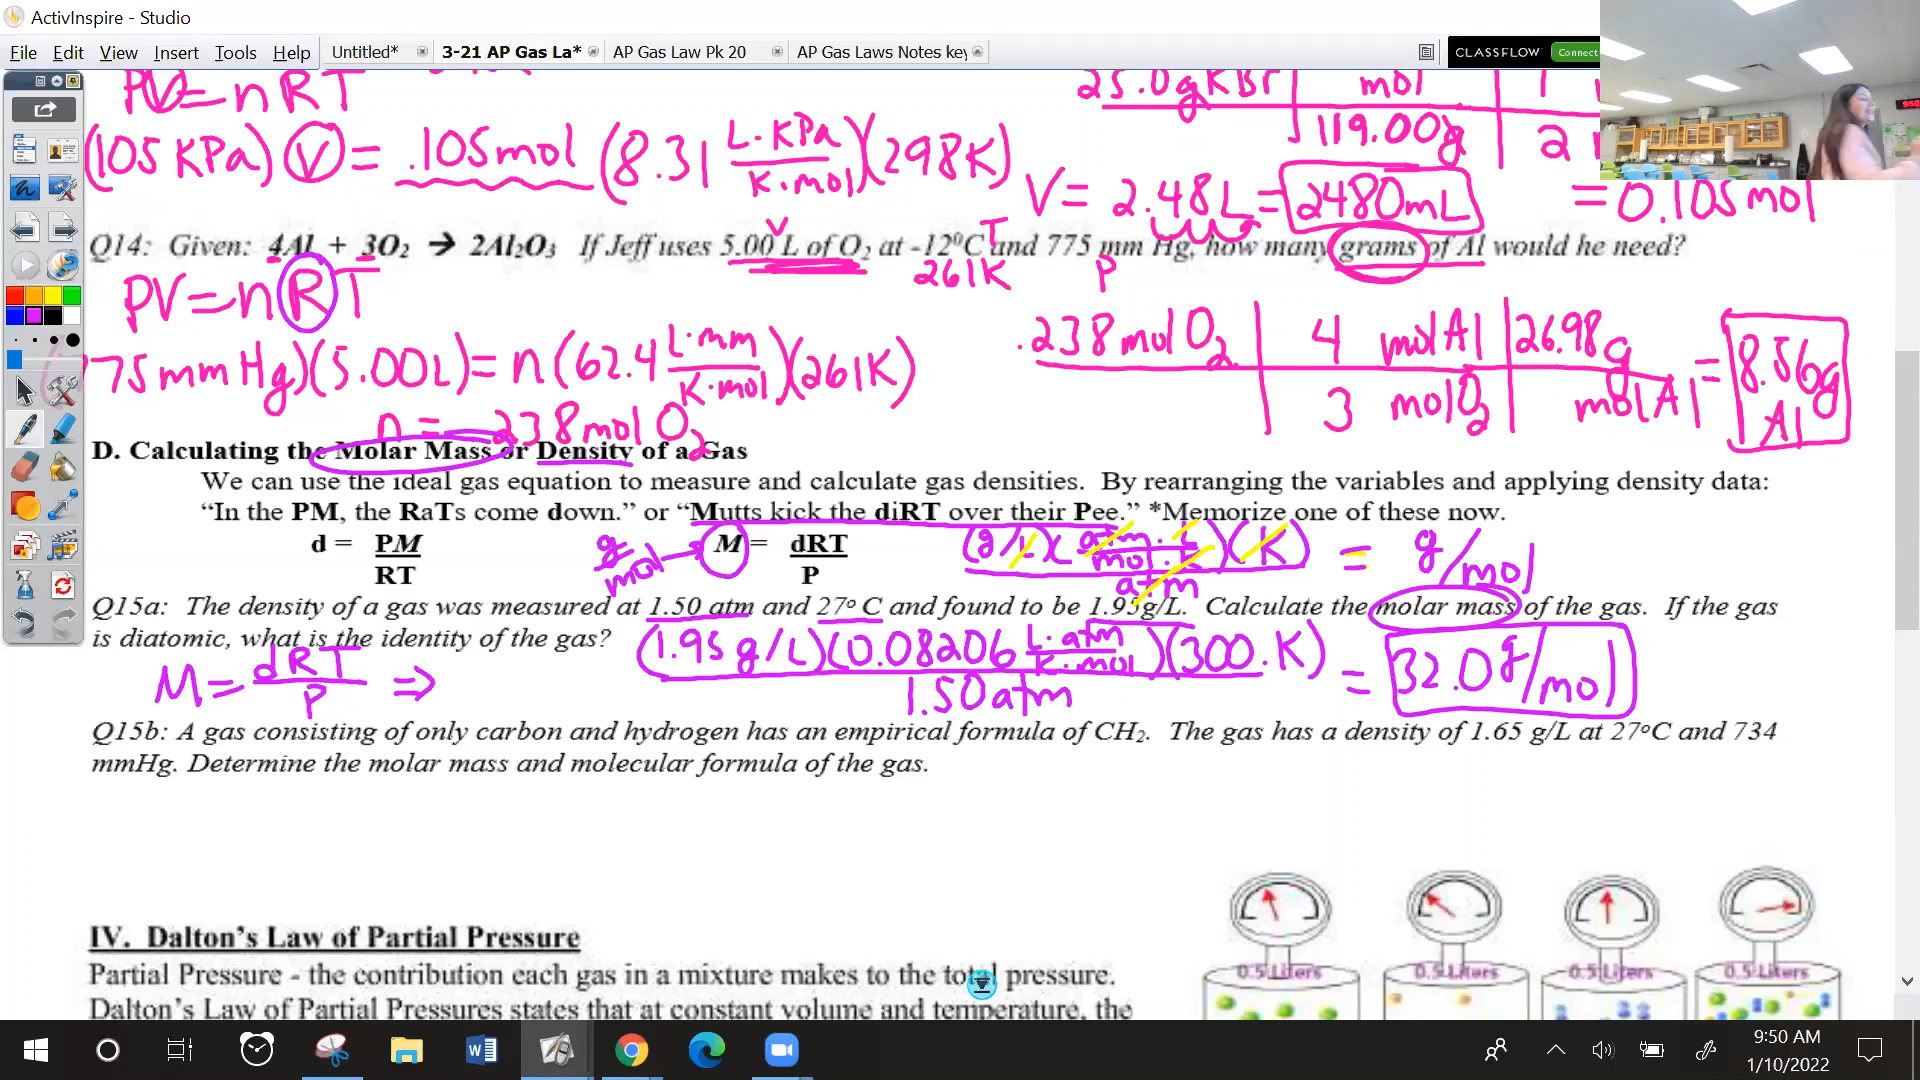 ActivInspire - Studio
File Edit View Insert Tools Help
Untitled* 3-21 AP Gas La* AP Gas Law Pk 20 AP Gas Laws Notes key
CLASSFLOW Connect
PV = nRT
25.0g KBr | mol | 1
119.00g | 2
(105 KPa) (V) = .105mol (8.31 L·KPa / K·mol)(298K)
V = 2.48L = 2480mL
= 0.105mol
V T
Q14: Given: 4Al + 3O₂ → 2Al₂O₃ If Jeff uses 5.00 L of O₂ at -12⁰C and 775 mm Hg, how many grams of Al would he need?
261K P
PV = nRT
75mmHg)(5.00L) = n(62.4 L·mm / K·mol)(261K)
.238 mol O₂ | 4 mol Al | 26.98g
3 mol O₂ | mol Al
= 8.56g Al
n = .238mol O₂
D. Calculating the Molar Mass or Density of a Gas
We can use the ideal gas equation to measure and calculate gas densities. By rearranging the variables and applying density data:
“In the PM, the RaTs come down.” or “Mutts kick the diRT over their Pee.” *Memorize one of these now.
d = PM / RT
g/mol → M = dRT / P
(g/L)(atm·L / mol·K)(K) / atm = g/mol
Q15a: The density of a gas was measured at 1.50 atm and 27º C and found to be 1.95g/L. Calculate the molar mass of the gas. If the gas
is diatomic, what is the identity of the gas?
M = dRT / P ⇒ (1.95 g/L)(0.08206 L·atm / K·mol)(300. K) / 1.50atm = 32.0g/mol
Q15b: A gas consisting of only carbon and hydrogen has an empirical formula of CH₂. The gas has a density of 1.65 g/L at 27ºC and 734
mmHg. Determine the molar mass and molecular formula of the gas.
IV. Dalton’s Law of Partial Pressure
Partial Pressure - the contribution each gas in a mixture makes to the total pressure.
Dalton’s Law of Partial Pressures states that at constant volume and temperature, the
0.5 Liters 0.5 Liters 0.5 Liters 0.5 Liters
9:50 AM
1/10/2022